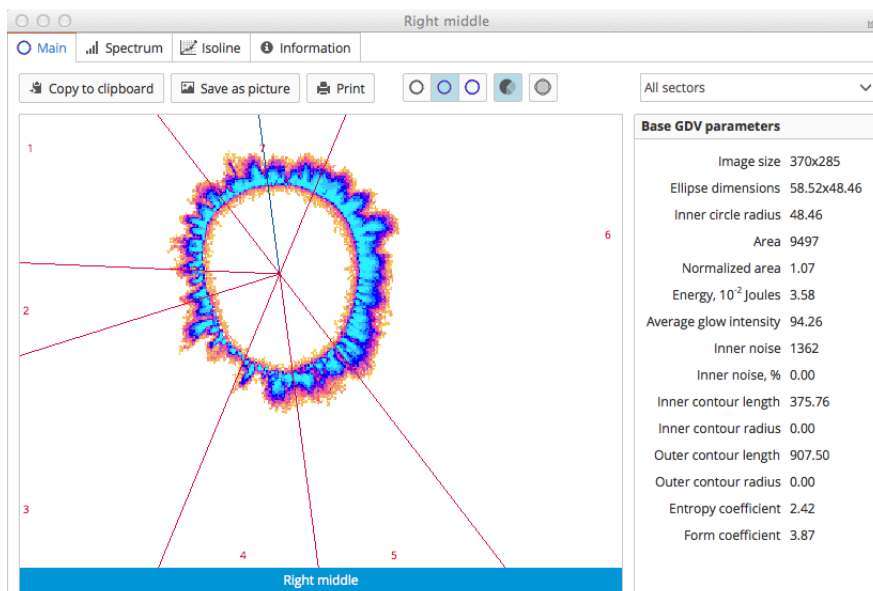 Right middle
Main Spectrum Isoline Information
Copy to clipboard Save as picture Print All sectors
Base GDV parameters
Image size 370x285
Ellipse dimensions 58.52x48.46
Inner circle radius 48.46
Area 9497
Normalized area 1.07
Energy, 10⁻² Joules 3.58
Average glow intensity 94.26
Inner noise 1362
Inner noise, % 0.00
Inner contour length 375.76
Inner contour radius 0.00
Outer contour length 907.50
Outer contour radius 0.00
Entropy coefficient 2.42
Form coefficient 3.87
1
7
6
2
3
4
5
Right middle